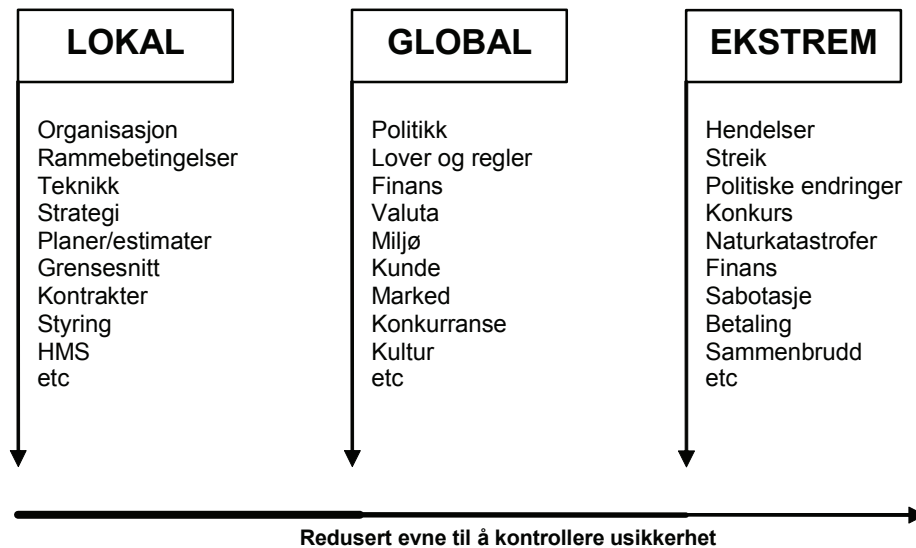 LOKAL
Organisasjon
Rammebetingelser
Teknikk
Strategi
Planer/estimater
Grensesnitt
Kontrakter
Styring
HMS
etc
GLOBAL
Politikk
Lover og regler
Finans
Valuta
Miljø
Kunde
Marked
Konkurranse
Kultur
etc
EKSTREM
Hendelser
Streik
Politiske endringer
Konkurs
Naturkatastrofer
Finans
Sabotasje
Betaling
Sammenbrudd
etc
Redusert evne til å kontrollere usikkerhet